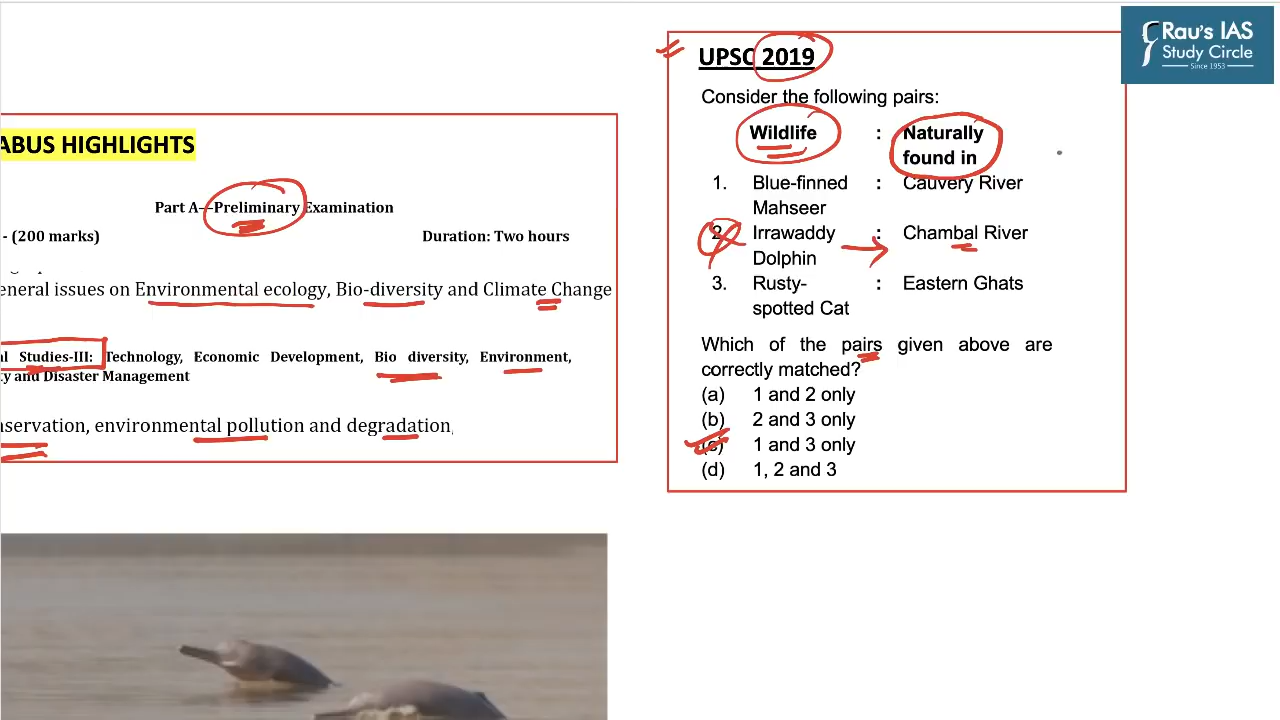 Rau's IAS
Study Circle
Since 1953
ABUS HIGHLIGHTS
Part A—Preliminary Examination
- (200 marks) Duration: Two hours
eneral issues on Environmental ecology, Bio-diversity and Climate Change
al Studies-III: Technology, Economic Development, Bio diversity, Environment,
ty and Disaster Management
nservation, environmental pollution and degradation,
UPSC 2019
Consider the following pairs:
Wildlife : Naturally
found in
1. Blue-finned : Cauvery River
Mahseer
2. Irrawaddy : Chambal River
Dolphin
3. Rusty- : Eastern Ghats
spotted Cat
Which of the pairs given above are
correctly matched?
(a) 1 and 2 only
(b) 2 and 3 only
(c) 1 and 3 only
(d) 1, 2 and 3